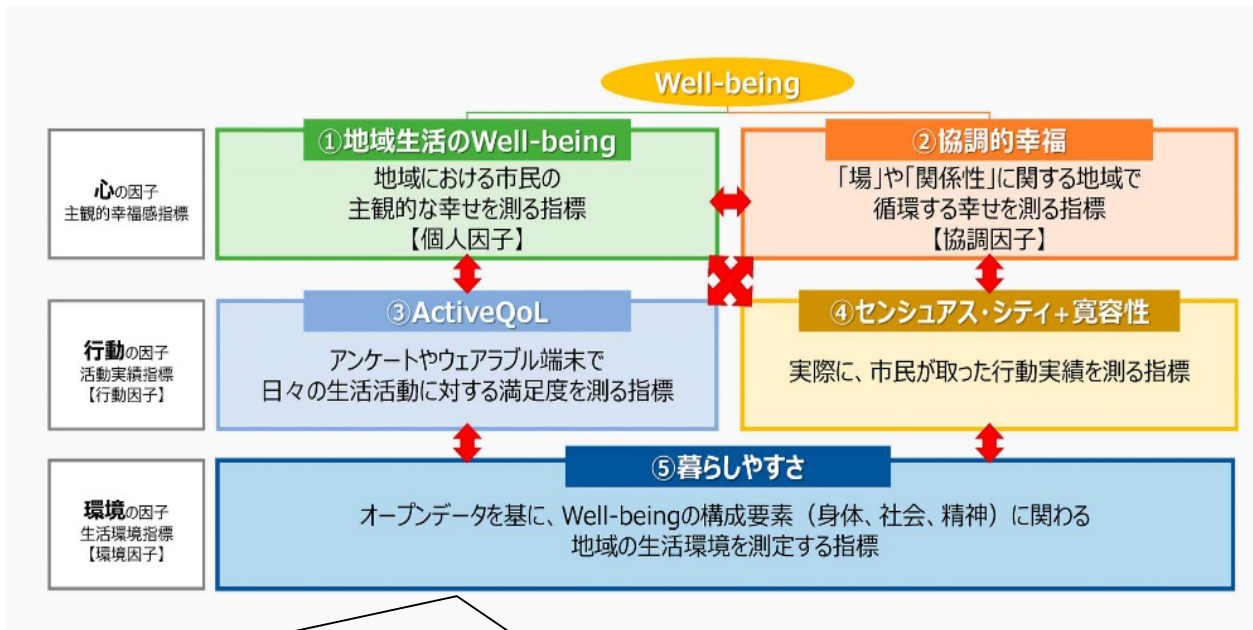 Well-being
①地域生活のWell-being
②協調的幸福
心の因子
主観的幸福感指標
地域における市民の
主観的な幸せを測る指標
【個人因子】
「場」や「関係性」に関する地域で
循環する幸せを測る指標
【協調因子】
③ActiveQoL
④センシュアス・シティ+寛容性
行動の因子
活動実績指標
【行動因子】
アンケートやウェアラブル端末で
日々の生活活動に対する満足度を測る指標
実際に、市民が取った行動実績を測る指標
⑤暮らしやすさ
環境の因子
生活環境指標
【環境因子】
オープンデータを基に、Well-beingの構成要素（身体、社会、精神）に関わる
地域の生活環境を測定する指標